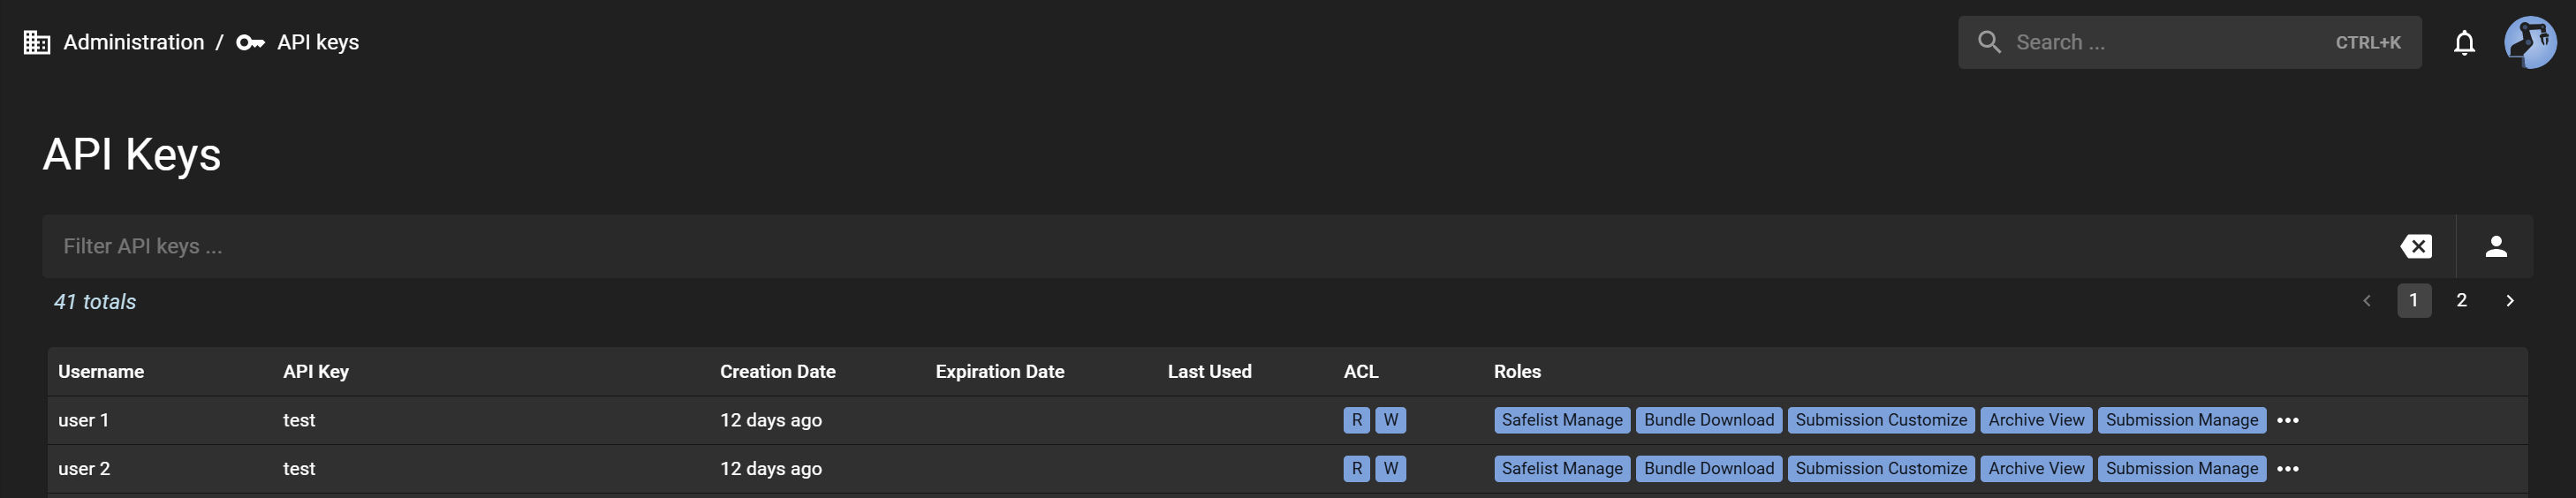 Administration / API keys Search ... CTRL+K
API Keys
Filter API keys ...
41 totals 1 2
Username API Key Creation Date Expiration Date Last Used ACL Roles
user 1 test 12 days ago R W Safelist Manage Bundle Download Submission Customize Archive View Submission Manage •••
user 2 test 12 days ago R W Safelist Manage Bundle Download Submission Customize Archive View Submission Manage •••